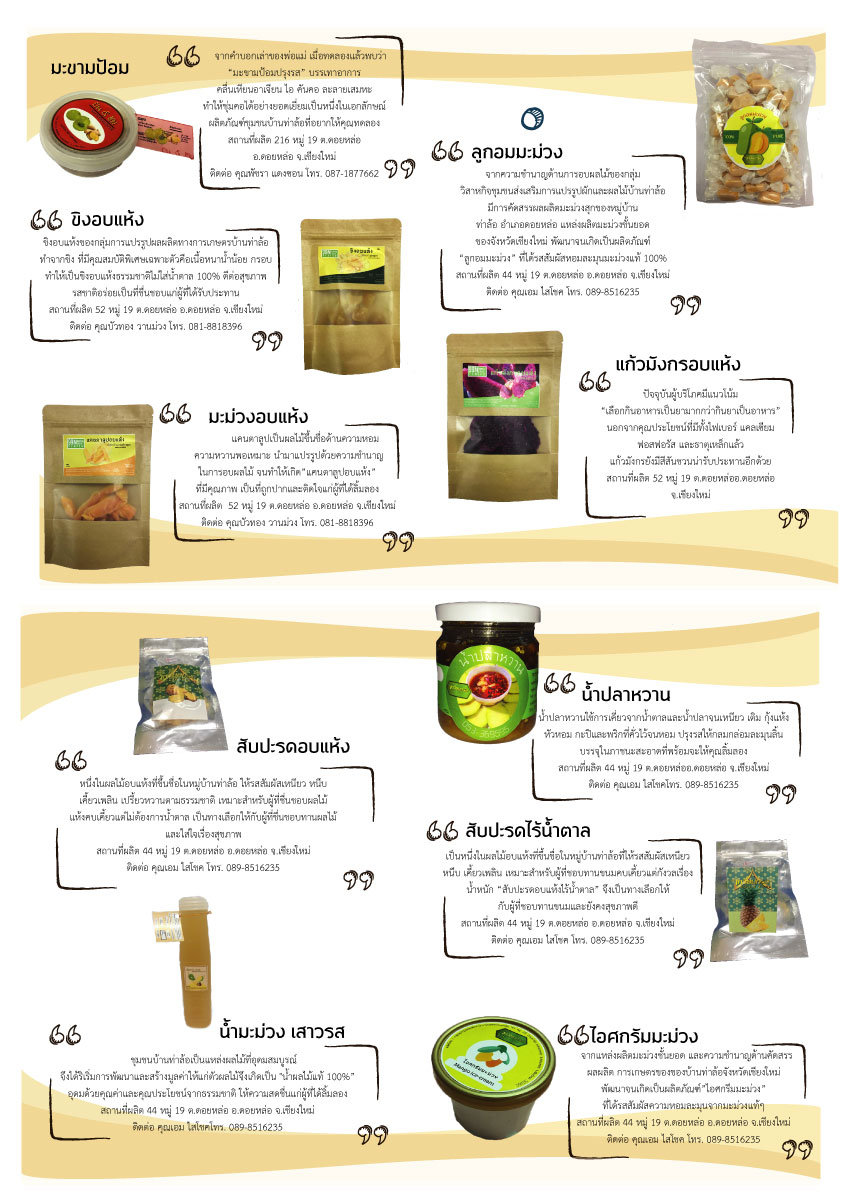 มะขามป้อม
จากคำบอกเล่าของพ่อแม่ เมื่อทดลองแล้วพบว่า
"มะขามป้อมปรุงรส" บรรเทาอาการ
คลื่นเหียนอาเจียน ไอ คันคอ ละลายเสมหะ
ทำให้ชุ่มคอได้อย่างยอดเยี่ยมเป็นหนึ่งในเอกลักษณ์
ผลิตภัณฑ์ชุมชนบ้านท่าล้อที่อยากให้คุณทดลอง
สถานที่ผลิต 216 หมู่ 19 ต.ดอยหล่อ
อ.ดอยหล่อ จ.เชียงใหม่
ติดต่อ คุณพัชรา แดงซอน โทร. 087-1877662
ลูกอมมะม่วง
จากความชำนาญด้านการอบผลไม้ของกลุ่ม
วิสาหกิจชุมชนส่งเสริมการแปรรูปผักและผลไม้บ้านท่าล้อ
มีการคัดสรรผลผลิตมะม่วงสุกของหมู่บ้าน
ท่าล้อ อำเภอดอยหล่อ แหล่งผลิตมะม่วงชั้นยอด
ของจังหวัดเชียงใหม่ พัฒนาจนเกิดเป็นผลิตภัณฑ์
"ลูกอมมะม่วง" ที่ได้รสสัมผัสหอมละมุนมะม่วงแท้ 100%
สถานที่ผลิต 44 หมู่ 19 ต.ดอยหล่อ อ.ดอยหล่อ จ.เชียงใหม่
ติดต่อ คุณเอม ใสโชค โทร. 089-8516235
ขิงอบแห้ง
ขิงอบแห้งของกลุ่มการแปรรูปผลผลิตทางการเกษตรบ้านท่าล้อ
ทำจากขิง ที่มีคุณสมบัติพิเศษเฉพาะตัวคือเนื้อหนาน้ำน้อย กรอบ
ทำให้เป็นขิงอบแห้งธรรมชาติไม่ใส่น้ำตาล 100% ดีต่อสุขภาพ
รสชาติอร่อยเป็นที่ชื่นชอบแก่ผู้ที่ได้รับประทาน
สถานที่ผลิต 52 หมู่ 19 ต.ดอยหล่อ อ.ดอยหล่อ จ.เชียงใหม่
ติดต่อ คุณบัวทอง วานม่วง โทร. 081-8818396
ขิงอบแห้ง
แก้วมังกรอบแห้ง
ปัจจุบันผู้บริโภคมีแนวโน้ม
"เลือกกินอาหารเป็นยามากกว่ากินยาเป็นอาหาร"
นอกจากคุณประโยชน์ที่มีทั้งไฟเบอร์ แคลเซียม
ฟอสฟอรัส และธาตุเหล็กแล้ว
แก้วมังกรยังมีสีสันชวนน่ารับประทานอีกด้วย
สถานที่ผลิต 52 หมู่ 19 ต.ดอยหล่ออ.ดอยหล่อ
จ.เชียงใหม่
มะม่วงอบแห้ง
แคนตาลูปเป็นผลไม้ขึ้นชื่อด้านความหอม
ความหวานพอเหมาะ นำมาแปรรูปด้วยความชำนาญ
ในการอบผลไม้ จนทำให้เกิด"แคนตาลูปอบแห้ง"
ที่มีคุณภาพ เป็นที่ถูกปากและติดใจแก่ผู้ที่ได้ลิ้มลอง
สถานที่ผลิต  52 หมู่ 19 ต.ดอยหล่อ อ.ดอยหล่อ จ.เชียงใหม่
ติดต่อ คุณบัวทอง วานม่วง โทร. 081-8818396
แคนตาลูปอบแห้ง
น้ำปลาหวาน
น้ำปลาหวาน
น้ำปลาหวานใช้การเคี่ยวจากน้ำตาลและน้ำปลาจนเหนียว เติม กุ้งแห้ง
หัวหอม กะปิและพริกที่คั่วไว้จนหอม ปรุงรสให้กลมกล่อมละมุนลิ้น
บรรจุในภาชนะสะอาดที่พร้อมจะให้คุณลิ้มลอง
สถานที่ผลิต 44 หมู่ 19 ต.ดอยหล่ออ.ดอยหล่อ จ.เชียงใหม่
ติดต่อ คุณเอม ใสโชคโทร. 089-8516235
สับปะรดอบแห้ง
หนึ่งในผลไม้อบแห้งที่ขึ้นชื่อในหมู่บ้านท่าล้อ ให้รสสัมผัสเหนียว หนึบ
เคี้ยวเพลิน เปรี้ยวหวานตามธรรมชาติ เหมาะสำหรับผู้ที่ชื่นชอบผลไม้
แห้งคบเคี้ยวแต่ไม่ต้องการน้ำตาล เป็นทางเลือกให้กับผู้ที่ชอบทานผลไม้
และใส่ใจเรื่องสุขภาพ
สถานที่ผลิต 44 หมู่ 19 ต.ดอยหล่อ อ.ดอยหล่อ จ.เชียงใหม่
ติดต่อ คุณเอม ใสโชค โทร. 089-8516235
สับปะรดไร้น้ำตาล
เป็นหนึ่งในผลไม้อบแห้งที่ขึ้นชื่อในหมู่บ้านท่าล้อที่ให้รสสัมผัสเหนียว
หนึบ เคี้ยวเพลิน เหมาะสำหรับผู้ที่ชอบทานขนมคบเคี้ยวแต่กังวลเรื่อง
น้ำหนัก "สับปะรดอบแห้งไร้น้ำตาล" จึงเป็นทางเลือกให้
กับผู้ที่ชอบทานขนมและยังคงสุขภาพดี
สถานที่ผลิต 44 หมู่ 19 ต.ดอยหล่อ อ.ดอยหล่อ จ.เชียงใหม่
ติดต่อ คุณเอม ใสโชค โทร. 089-8516235
น้ำมะม่วง เสาวรส
ชุมชนบ้านท่าล้อเป็นแหล่งผลไม้ที่อุดมสมบูรณ์
จึงได้ริเริ่มการพัฒนาและสร้างมูลค่าให้แก่ตัวผลไม้จึงเกิดเป็น "น้ำผลไม้แท้ 100%"
อุดมด้วยคุณค่าและคุณประโยชน์จากธรรมชาติ ให้ความสดชื่นแก่ผู้ที่ได้ลิ้มลอง
สถานที่ผลิต 44 หมู่ 19 ต.ดอยหล่อ อ.ดอยหล่อ จ.เชียงใหม่
ติดต่อ คุณเอม ใสโชคโทร. 089-8516235
ไอศกรีมมะม่วง
Mango ice-cream
ไอศกรีมมะม่วง
จากแหล่งผลิตมะม่วงชั้นยอด และความชำนาญด้านคัดสรร
ผลผลิต การเกษตรของของบ้านท่าล้อจังหวัดเชียงใหม่
พัฒนาจนเกิดเป็นผลิตภัณฑ์"ไอศกรีมมะม่วง"
ที่ได้รสสัมผัสความหอมละมุนจากมะม่วงแท้ๆ
สถานที่ผลิต 44 หมู่ 19 ต.ดอยหล่อ อ.ดอยหล่อ จ.เชียงใหม่
ติดต่อ คุณเอม ใสโชค โทร. 089-8516235